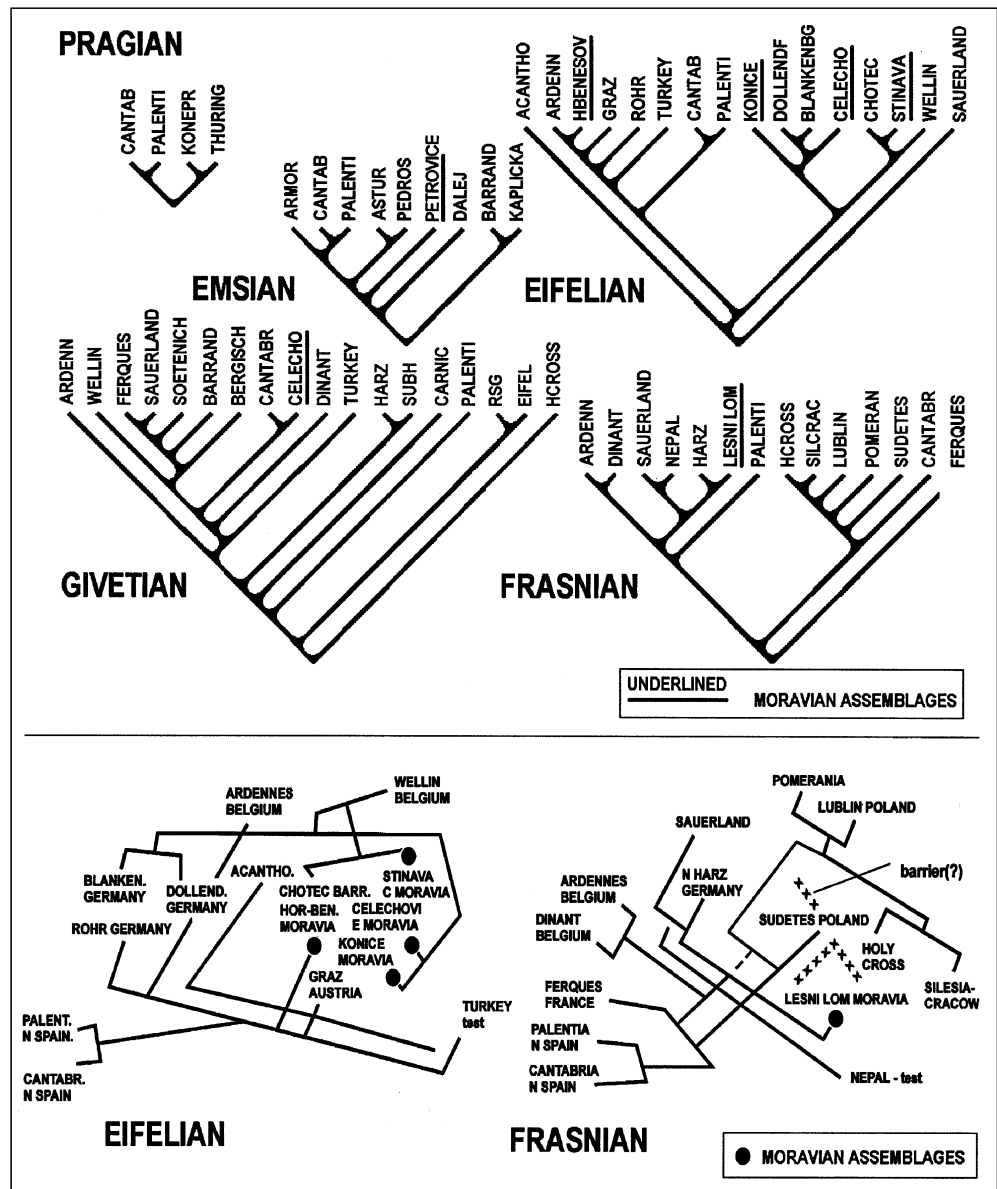 PRAGIAN
CANTAB
PALENTI
KONEPR
THURING
ARMOR
CANTAB
PALENTI
ASTUR
PEDROS
PETROVICE
DALEJ
BARRAND
KAPLICKA
EMSIAN
ACANTHO
ARDENN
HBENESOV
GRAZ
ROHR
TURKEY
CANTAB
PALENTI
KONICE
DOLLENDF
BLANKENBG
CELECHO
CHOTEC
STINAVA
WELLIN
SAUERLAND
EIFELIAN
ARDENN
WELLIN
FERQUES
SAUERLAND
SOETENICH
BARRAND
BERGISCH
CANTABR
CELECHO
DINANT
TURKEY
HARZ
SUBH
CARNIC
PALENTI
RSG
EIFEL
HCROSS
GIVETIAN
ARDENN
DINANT
SAUERLAND
NEPAL
HARZ
LESNI LOM
PALENTI
HCROSS
SILCRAC
LUBLIN
POMERAN
SUDETES
CANTABR
FERQUES
FRASNIAN
UNDERLINED
MORAVIAN ASSEMBLAGES
ARDENNES
BELGIUM
WELLIN
BELGIUM
BLANKEN.
GERMANY
DOLLEND.
GERMANY
ACANTHO.
STINAVA
C MORAVIA
CHOTEC BARR.
HOR-BEN.
MORAVIA
CELECHOVI
E MORAVIA
ROHR GERMANY
KONICE
MORAVIA
GRAZ
AUSTRIA
TURKEY
test
PALENT.
N SPAIN.
CANTABR.
N SPAIN
EIFELIAN
POMERANIA
LUBLIN POLAND
SAUERLAND
barrier(?)
N HARZ
GERMANY
ARDENNES
BELGIUM
DINANT
BELGIUM
SUDETES POLAND
HOLY
CROSS
SILESIA-
CRACOW
LESNI LOM MORAVIA
FERQUES
FRANCE
PALENTIA
N SPAIN
CANTABRIA
N SPAIN
NEPAL - test
FRASNIAN
MORAVIAN ASSEMBLAGES